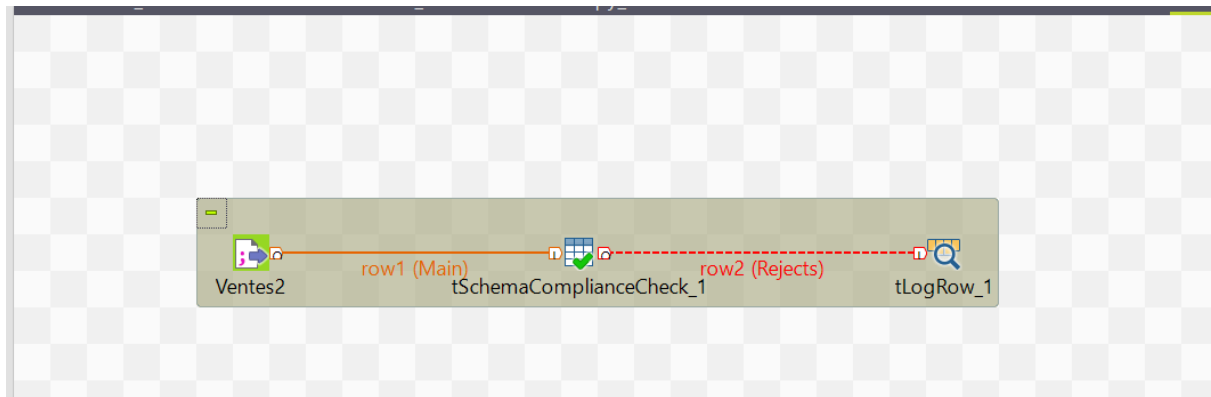 row1 (Main)
row2 (Rejects)
Ventes2
tSchemaComplianceCheck_1
tLogRow_1